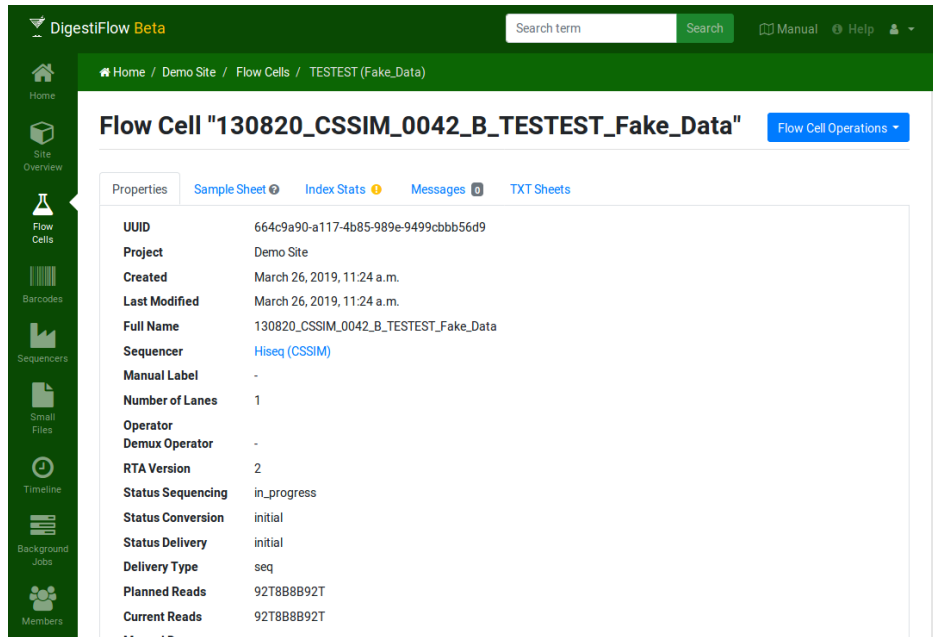 DigestiFlow Beta
Search term
Search
Manual
Help
Home / Demo Site / Flow Cells / TESTEST (Fake_Data)
Home
Site
Overview
Flow
Cells
Barcodes
Sequencers
Small
Files
Timeline
Background
Jobs
Members
Flow Cell "130820_CSSIM_0042_B_TESTEST_Fake_Data"
Flow Cell Operations
Properties
Sample Sheet
Index Stats
Messages 0
TXT Sheets
UUID 664c9a90-a117-4b85-989e-9499cbbb56d9
Project Demo Site
Created March 26, 2019, 11:24 a.m.
Last Modified March 26, 2019, 11:24 a.m.
Full Name 130820_CSSIM_0042_B_TESTEST_Fake_Data
Sequencer Hiseq (CSSIM)
Manual Label -
Number of Lanes 1
Operator
Demux Operator -
RTA Version 2
Status Sequencing in_progress
Status Conversion initial
Status Delivery initial
Delivery Type seq
Planned Reads 92T8B8B92T
Current Reads 92T8B8B92T